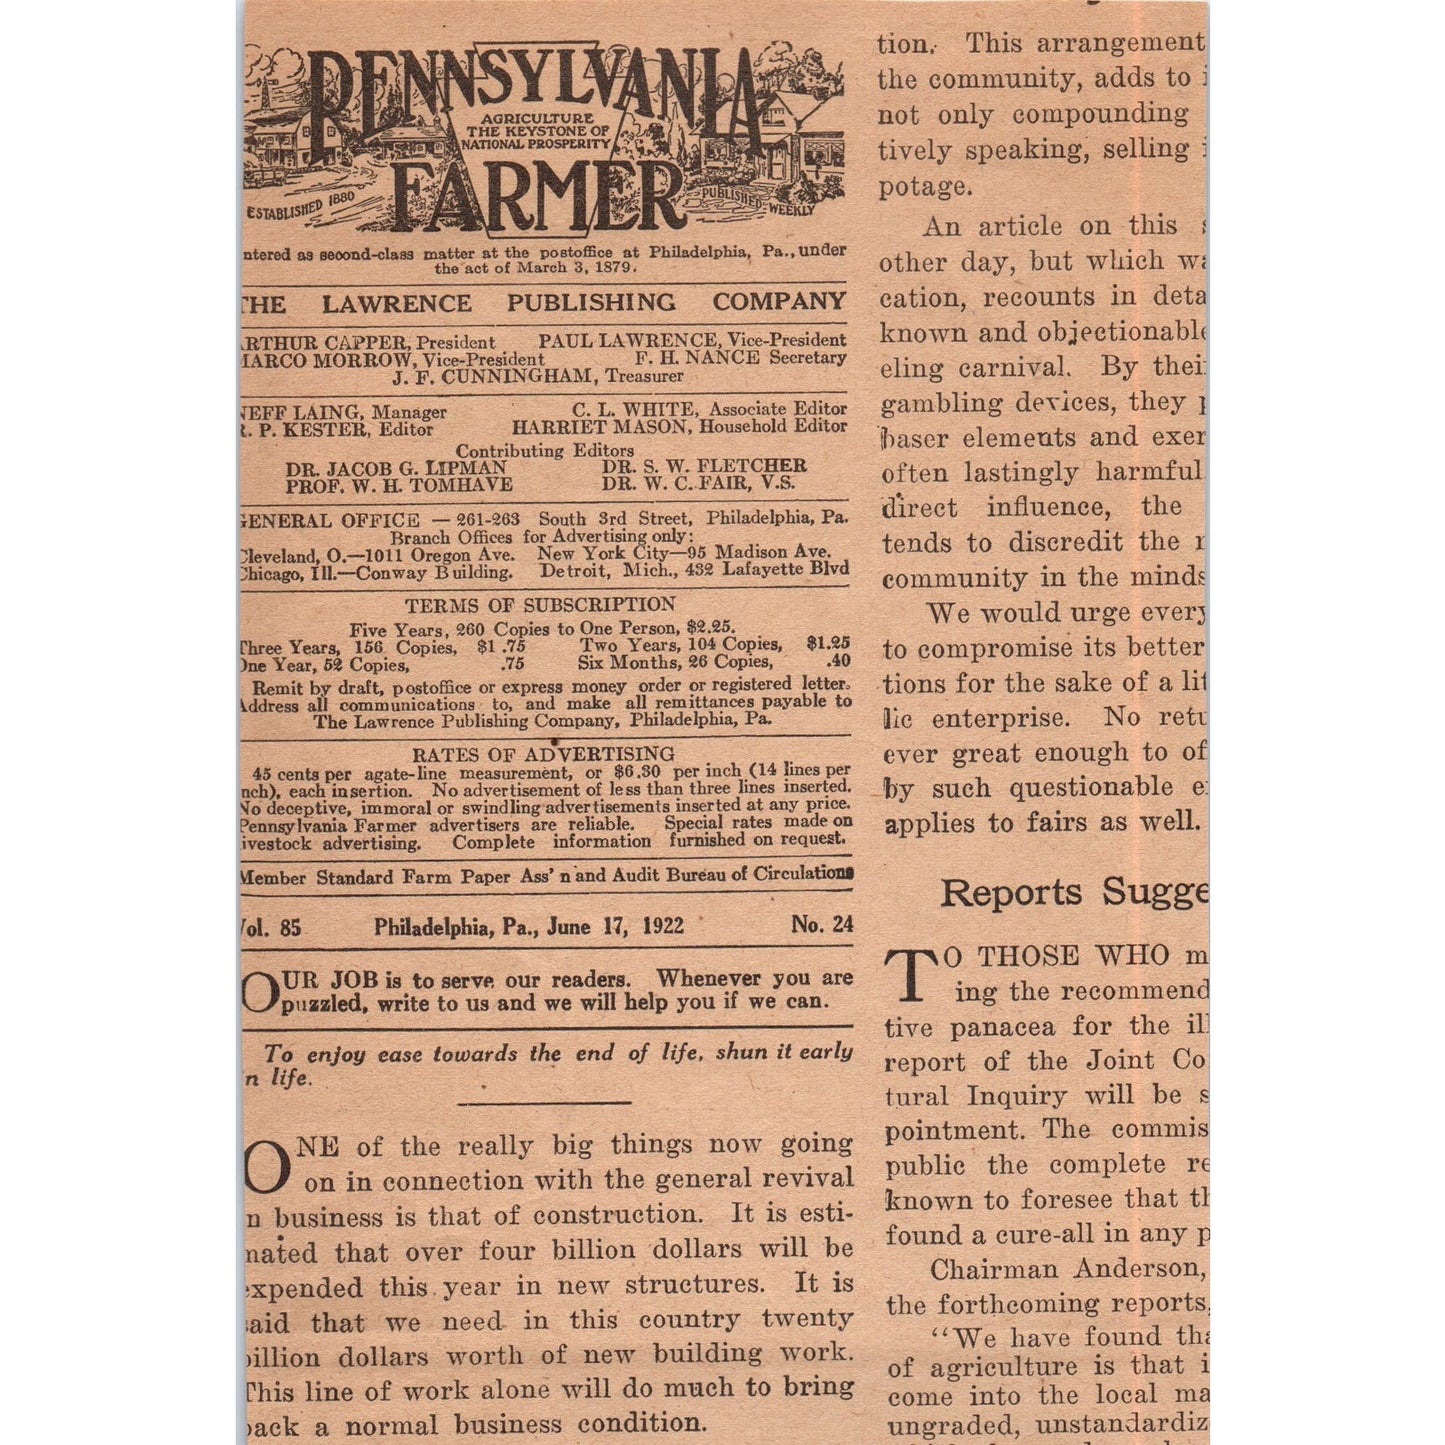 PENNSYLVANIA
AGRICULTURE
THE KEYSTONE OF
NATIONAL PROSPERITY
FARMER
ESTABLISHED 1880
PUBLISHED WEEKLY
ntered as second-class matter at the postoffice at Philadelphia, Pa., under
the act of March 3, 1879.
THE LAWRENCE PUBLISHING COMPANY
ARTHUR CAPPER, President PAUL LAWRENCE, Vice-President
MARCO MORROW, Vice-President F. H. NANCE Secretary
J. F. CUNNINGHAM, Treasurer
NEFF LAING, Manager C. L. WHITE, Associate Editor
R. P. KESTER, Editor HARRIET MASON, Household Editor
Contributing Editors
DR. JACOB G. LIPMAN DR. S. W. FLETCHER
PROF. W. H. TOMHAVE DR. W. C. FAIR, V.S.
GENERAL OFFICE — 261-263 South 3rd Street, Philadelphia, Pa.
Branch Offices for Advertising only:
Cleveland, O.—1011 Oregon Ave. New York City—95 Madison Ave.
Chicago, Ill.—Conway Building. Detroit, Mich., 432 Lafayette Blvd
TERMS OF SUBSCRIPTION
Five Years, 260 Copies to One Person, $2.25.
Three Years, 156 Copies, $1.75 Two Years, 104 Copies, $1.25
One Year, 52 Copies, .75 Six Months, 26 Copies, .40
Remit by draft, postoffice or express money order or registered letter.
Address all communications to, and make all remittances payable to
The Lawrence Publishing Company, Philadelphia, Pa.
RATES OF ADVERTISING
45 cents per agate-line measurement, or $6.30 per inch (14 lines per
nch), each insertion. No advertisement of less than three lines inserted.
No deceptive, immoral or swindling advertisements inserted at any price.
Pennsylvania Farmer advertisers are reliable. Special rates made on
ivestock advertising. Complete information furnished on request.
Member Standard Farm Paper Ass'n and Audit Bureau of Circulations
Vol. 85 Philadelphia, Pa., June 17, 1922 No. 24
OUR JOB is to serve our readers. Whenever you are
puzzled, write to us and we will help you if we can.
To enjoy ease towards the end of life, shun it early
n life.
ONE of the really big things now going
on in connection with the general revival
n business is that of construction. It is esti-
mated that over four billion dollars will be
expended this year in new structures. It is
said that we need in this country twenty
billion dollars worth of new building work.
This line of work alone will do much to bring
back a normal business condition.
tion. This arrangement
the community, adds to
not only compounding
tively speaking, selling
potage.
An article on this
other day, but which wa
cation, recounts in deta
known and objectionable
eling carnival. By thei
gambling devices, they
baser elements and exer
often lastingly harmful.
direct influence, the
tends to discredit the
community in the minds
We would urge every
to compromise its better
tions for the sake of a lit
lic enterprise. No retu
ever great enough to of
by such questionable
applies to fairs as well.
Reports Sugge
TO THOSE WHO m
ing the recommend
tive panacea for the ill
report of the Joint Co
tural Inquiry will be s
pointment. The commis
public the complete re
known to foresee that th
found a cure-all in any p
Chairman Anderson,
the forthcoming reports,
“We have found tha
of agriculture is that i
come into the local ma
ungraded, unstandardiz